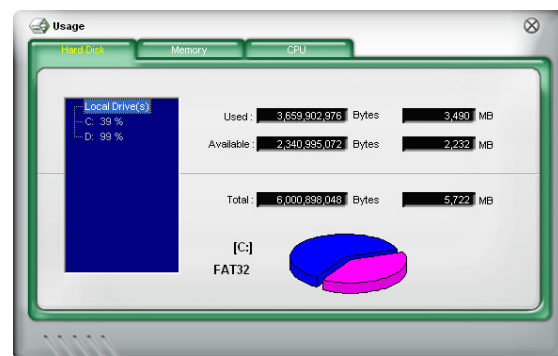 Usage
Hard Disk Memory CPU
Local Drive(s)
C: 39 %
D: 99 %
Used : 3,659,902,976 Bytes 3,490 MB
Available : 2,340,995,072 Bytes 2,232 MB
Total : 6,000,898,048 Bytes 5,722 MB
[C:]
FAT32